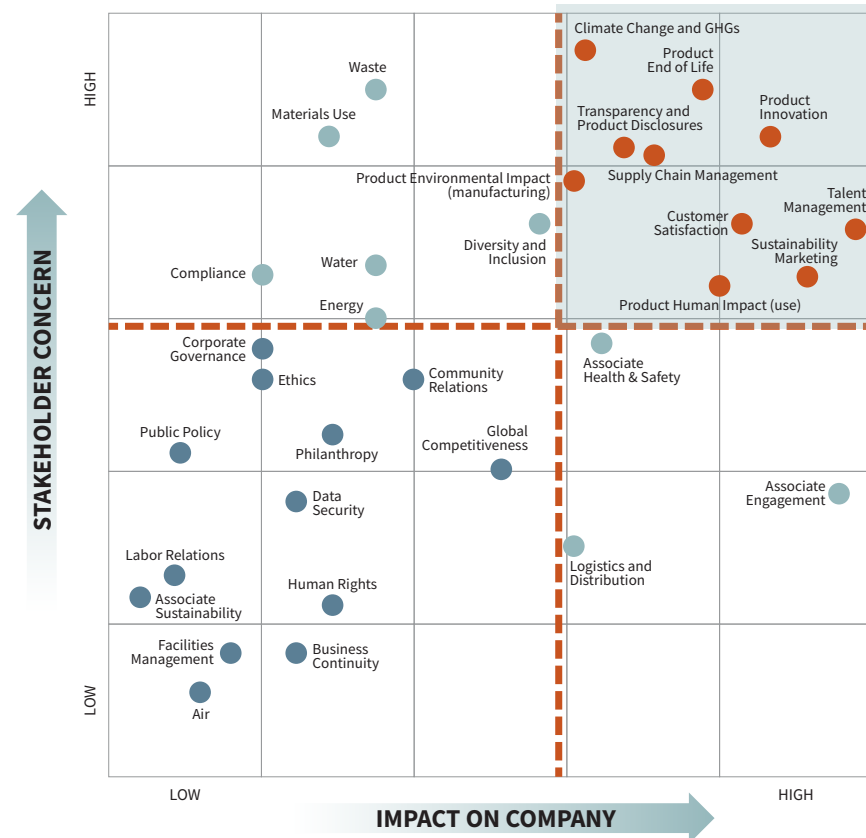 Climate Change and GHGs
Product
End of Life
Waste
HIGH
Materials Use
Transparency and
Product Disclosures
Product
Innovation
Supply Chain Management
Product Environmental Impact
(manufacturing)
Talent
Management
Customer
Satisfaction
Diversity and
Inclusion
Sustainability
Marketing
Compliance
Water
Energy
Product Human Impact (use)
STAKEHOLDER CONCERN
Corporate
Governance
Ethics
Community
Relations
Associate
Health & Safety
Public Policy
Philanthropy
Global
Competitiveness
Data
Security
Associate
Engagement
Labor Relations
Associate
Sustainability
Human Rights
Logistics and
Distribution
Facilities
Management
Business
Continuity
Air
LOW
LOW
HIGH
IMPACT ON COMPANY